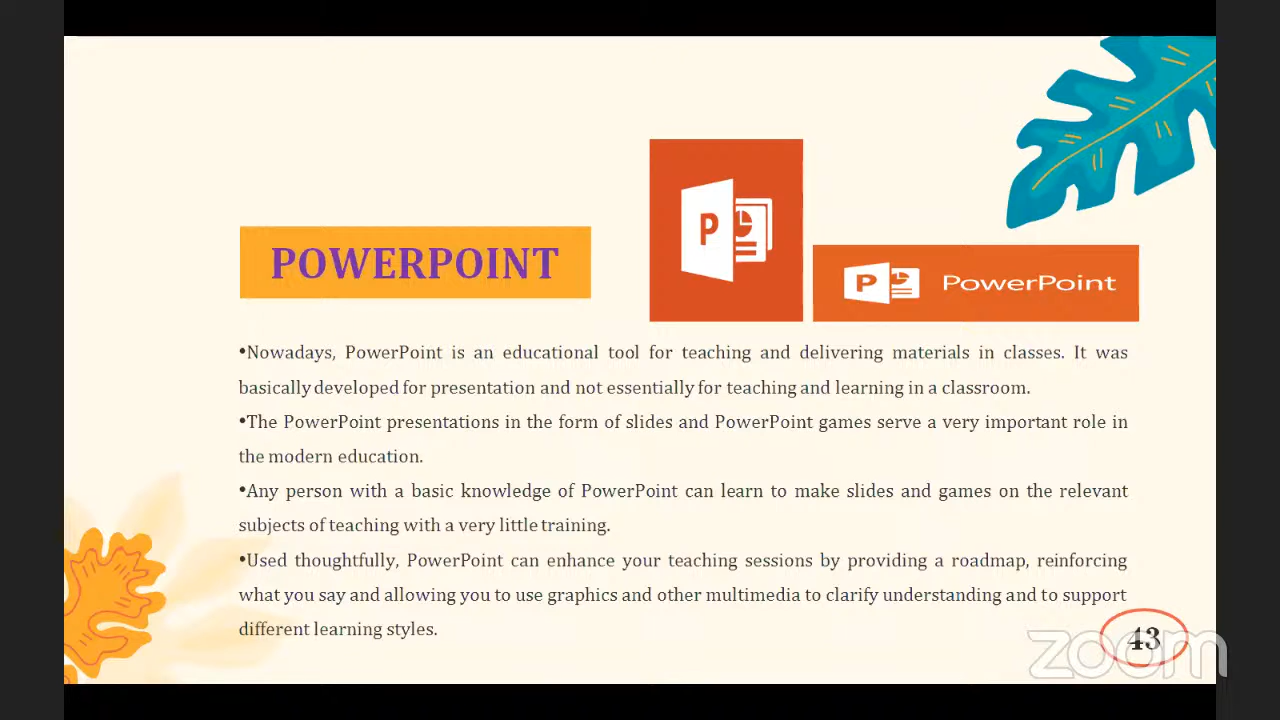 P
POWERPOINT
P PowerPoint
•Nowadays, PowerPoint is an educational tool for teaching and delivering materials in classes. It was
basically developed for presentation and not essentially for teaching and learning in a classroom.
•The PowerPoint presentations in the form of slides and PowerPoint games serve a very important role in
the modern education.
•Any person with a basic knowledge of PowerPoint can learn to make slides and games on the relevant
subjects of teaching with a very little training.
•Used thoughtfully, PowerPoint can enhance your teaching sessions by providing a roadmap, reinforcing
what you say and allowing you to use graphics and other multimedia to clarify understanding and to support
different learning styles.
43
zoom